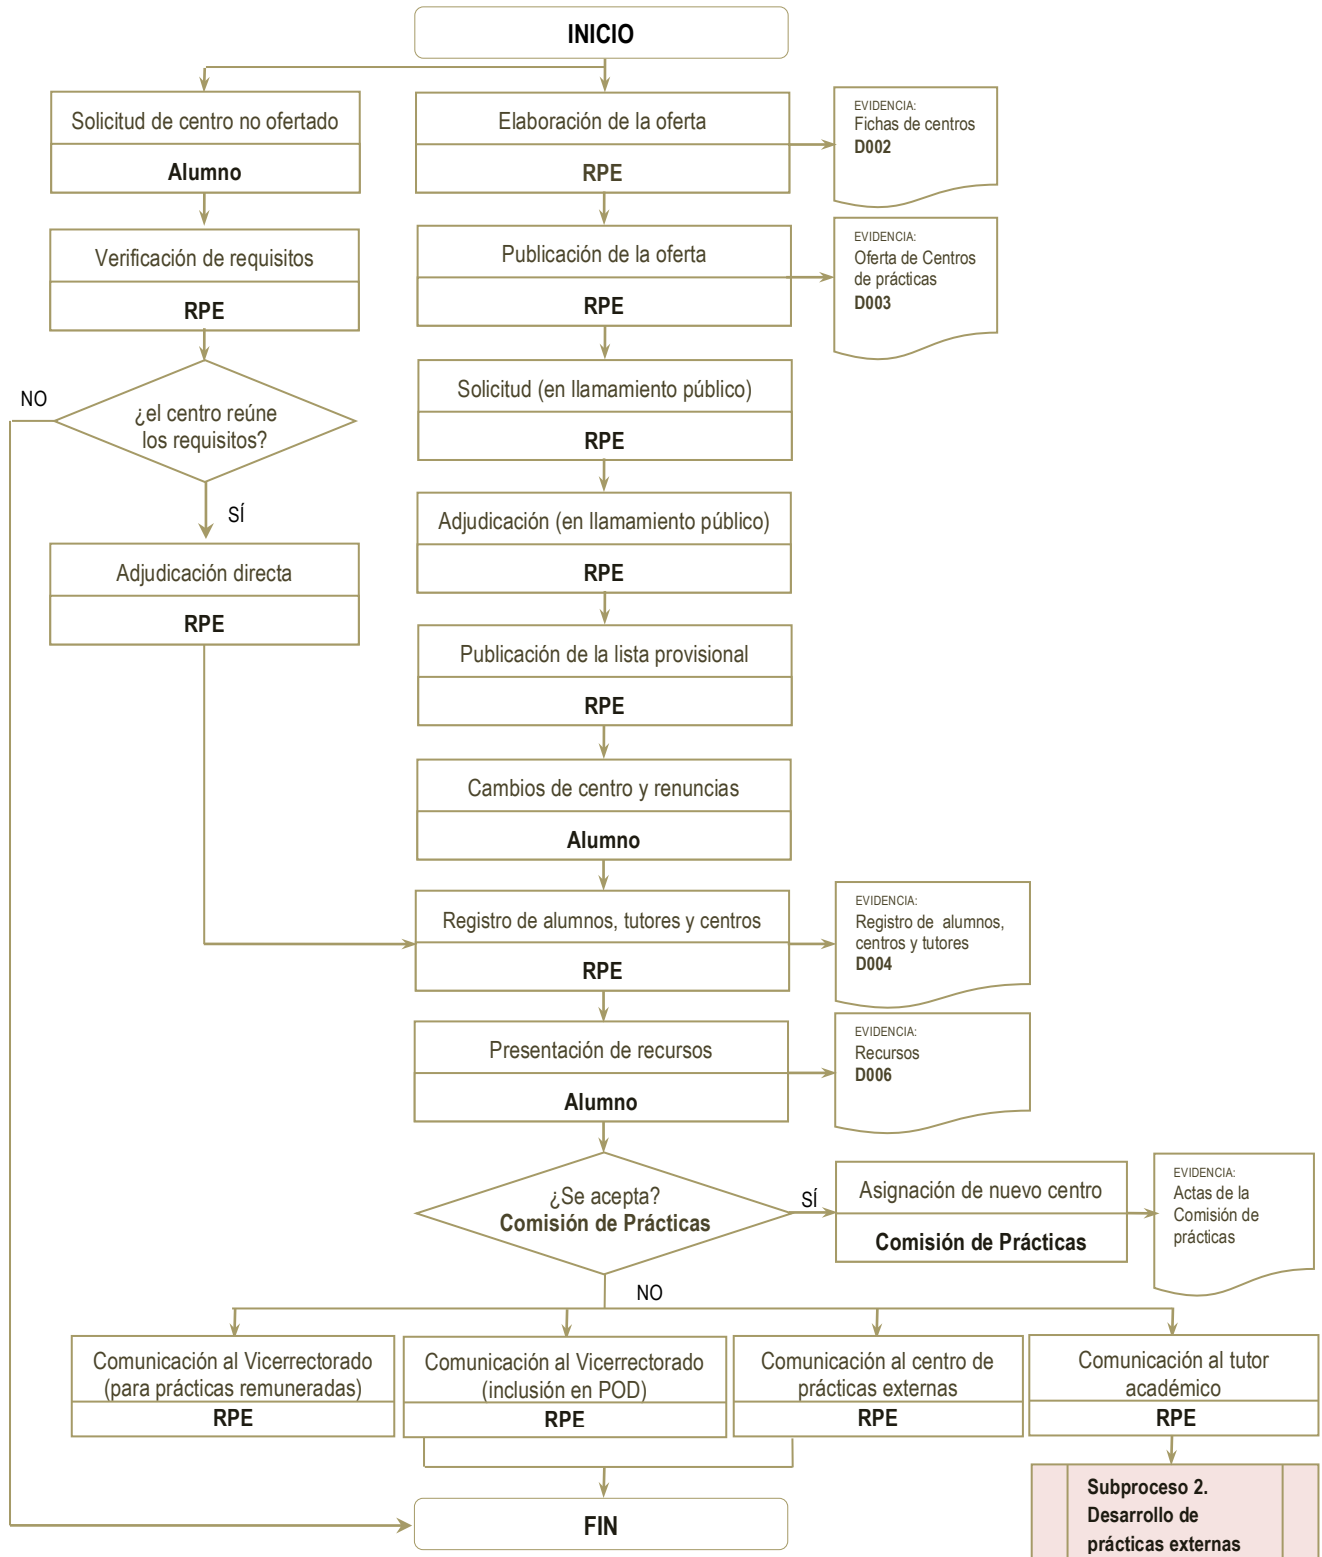 INICIO
Solicitud de centro no ofertado
Alumno
Elaboración de la oferta
RPE
EVIDENCIA:
Fichas de centros
D002
Verificación de requisitos
RPE
Publicación de la oferta
RPE
EVIDENCIA:
Oferta de Centros
de prácticas
D003
NO
¿el centro reúne
los requisitos?
SÍ
Solicitud (en llamamiento público)
RPE
Adjudicación (en llamamiento público)
RPE
Adjudicación directa
RPE
Publicación de la lista provisional
RPE
Cambios de centro y renuncias
Alumno
Registro de alumnos, tutores y centros
RPE
EVIDENCIA:
Registro de alumnos,
centros y tutores
D004
Presentación de recursos
Alumno
EVIDENCIA:
Recursos
D006
¿Se acepta?
Comisión de Prácticas
SÍ
Asignación de nuevo centro
Comisión de Prácticas
EVIDENCIA:
Actas de la
Comisión de
prácticas
NO
Comunicación al Vicerrectorado
(para prácticas remuneradas)
RPE
Comunicación al Vicerrectorado
(inclusión en POD)
RPE
Comunicación al centro de
prácticas externas
RPE
Comunicación al tutor
académico
RPE
FIN
Subproceso 2.
Desarrollo de
prácticas externas